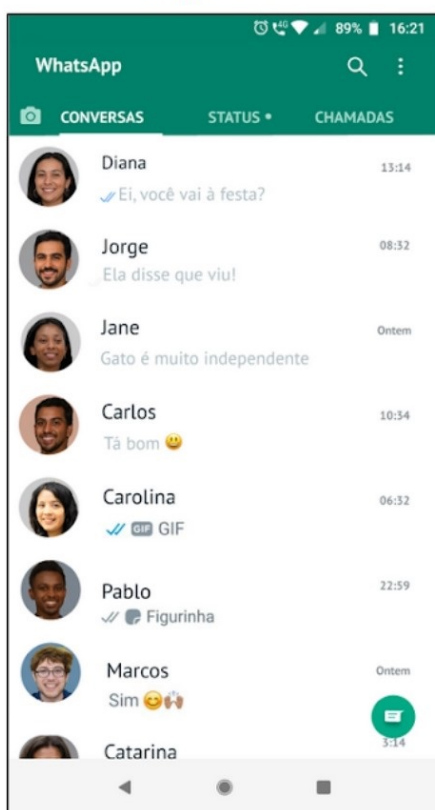 4G 89% 16:21
WhatsApp
CONVERSAS STATUS • CHAMADAS
Diana 13:14
Ei, você vai à festa?
Jorge 08:32
Ela disse que viu!
Jane Ontem
Gato é muito independente
Carlos 10:34
Tá bom 😃
Carolina 06:32
GIF GIF
Pablo 22:59
Figurinha
Marcos Ontem
Sim 😊🙌🏽
Catarina 3:14